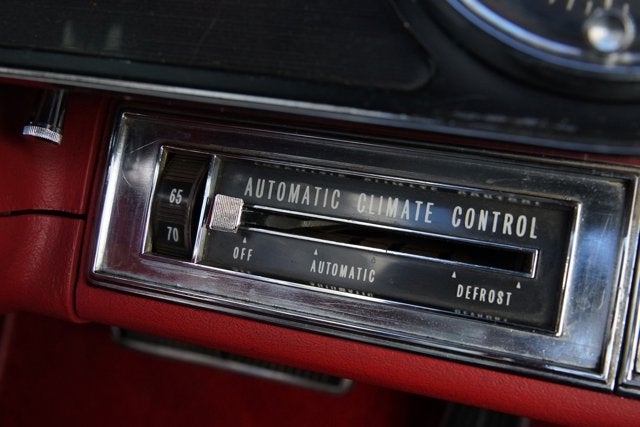 65
70
AUTOMATIC CLIMATE CONTROL
OFF
AUTOMATIC
DEFROST